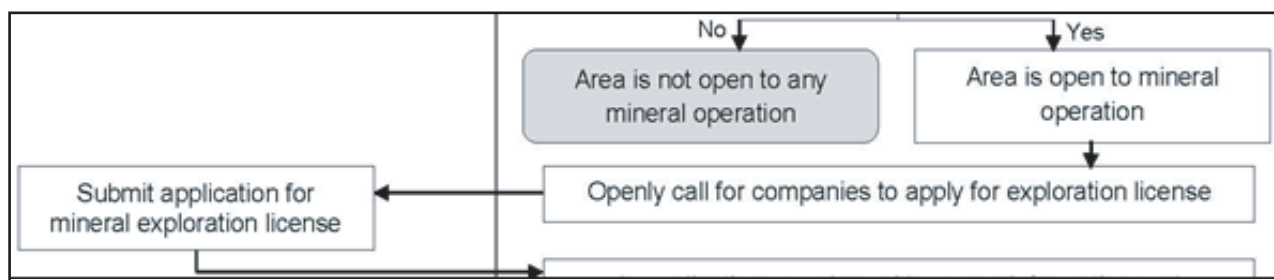 No
Yes
Area is not open to any
mineral operation
Area is open to mineral
operation
Openly call for companies to apply for exploration license
Submit application for
mineral exploration license